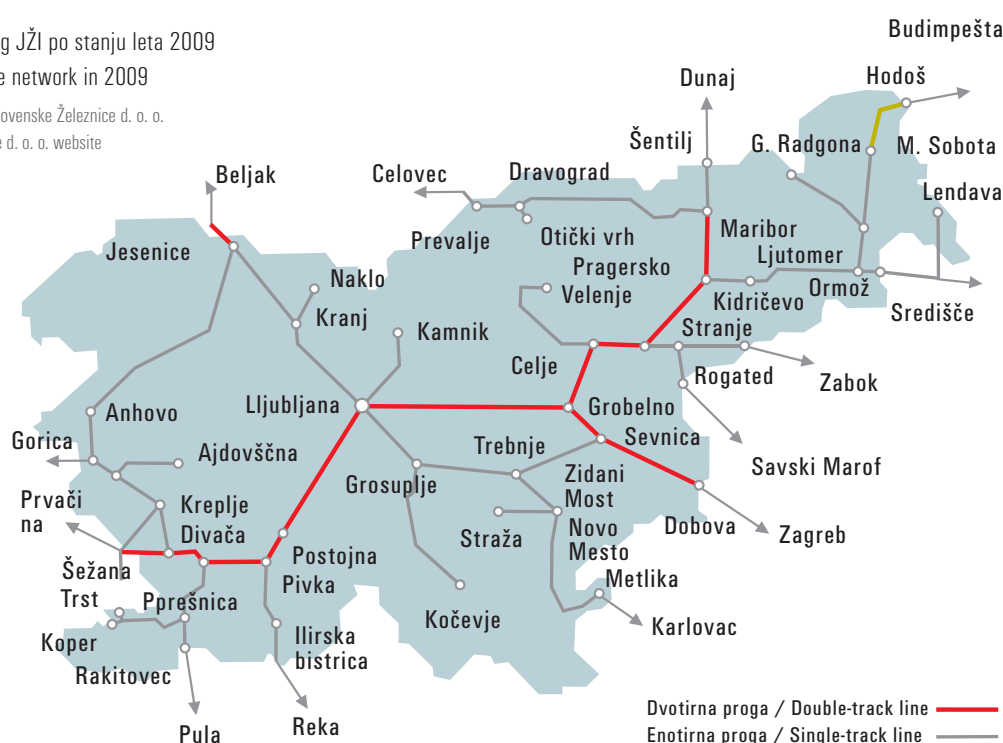 g JŽI po stanju leta 2009
e network in 2009
ovenske Železnice d. o. o.
e d. o. o. website
Budimpešta
Dunaj
Hodoš
Šentilj
G. Radgona
M. Sobota
Beljak
Celovec
Dravograd
Lendava
Jesenice
Prevalje
Otički vrh
Maribor
Ljutomer
Naklo
Pragersko
Velenje
Kidričevo
Ormož
Središče
Kranj
Kamnik
Stranje
Celje
Rogated
Zabok
Anhovo
Lljubljana
Grobelno
Gorica
Ajdovščna
Trebnje
Sevnica
Savski Marof
Prvači
na
Kreplje
Divača
Grosuplje
Zidani
Most
Straža
Novo
Mesto
Dobova
Zagreb
Šežana
Trst
Postojna
Pivka
Pprešnica
Metlika
Koper
Kočevje
Karlovac
Ilirska
bistrica
Rakitovec
Pula
Reka
Dvotirna proga / Double-track line
Enotirna proga / Single-track line